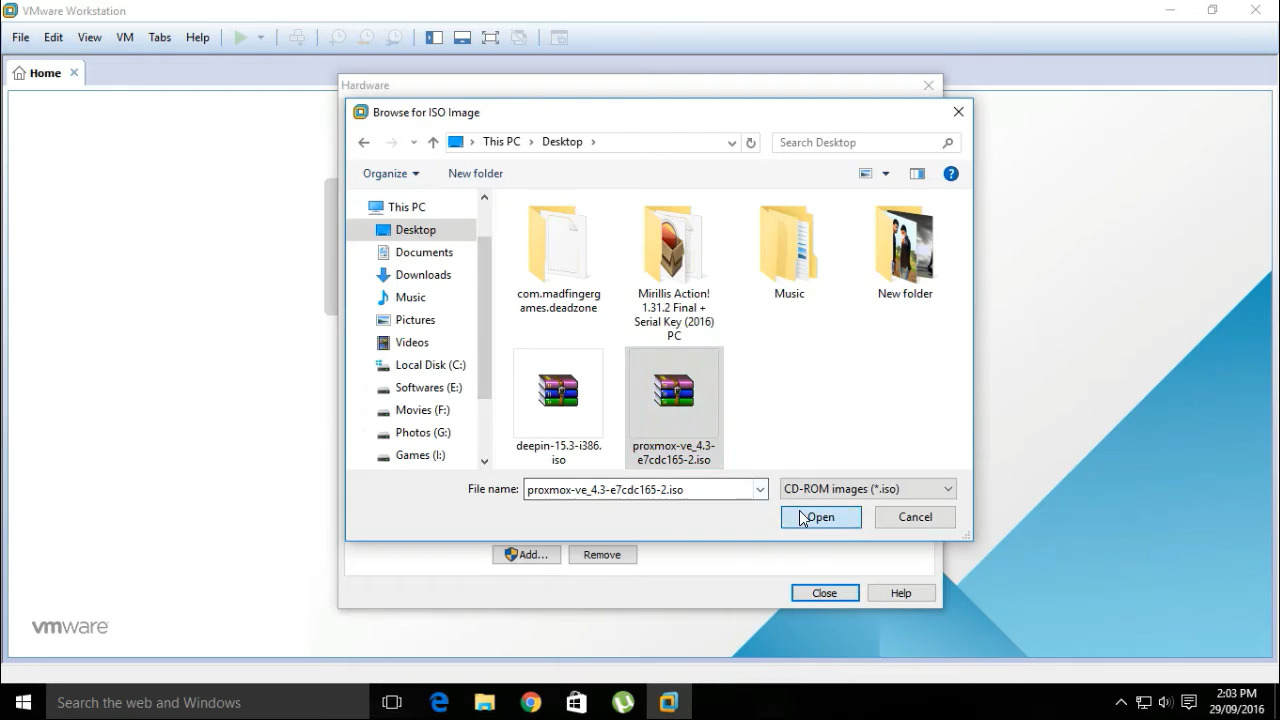 VMware Workstation
File Edit View VM Tabs Help
Home
Hardware
Browse for ISO Image
This PC Desktop
Search Desktop
Organize
New folder
This PC
Desktop
Documents
Downloads
Music
Pictures
Videos
Local Disk (C:)
Softwares (E:)
Movies (F:)
Photos (G:)
Games (I:)
com.madfingerg
ames.deadzone
Mirillis Action!
1.31.2 Final +
Serial Key (2016)
PC
Music
New folder
deepin-15.3-i386.
iso
proxmox-ve_4.3-
e7cdc165-2.iso
File name:
proxmox-ve_4.3-e7cdc165-2.iso
CD-ROM images (*.iso)
Open
Cancel
Add...
Remove
Close
Help
vmware
Search the web and Windows
2:03 PM
29/09/2016